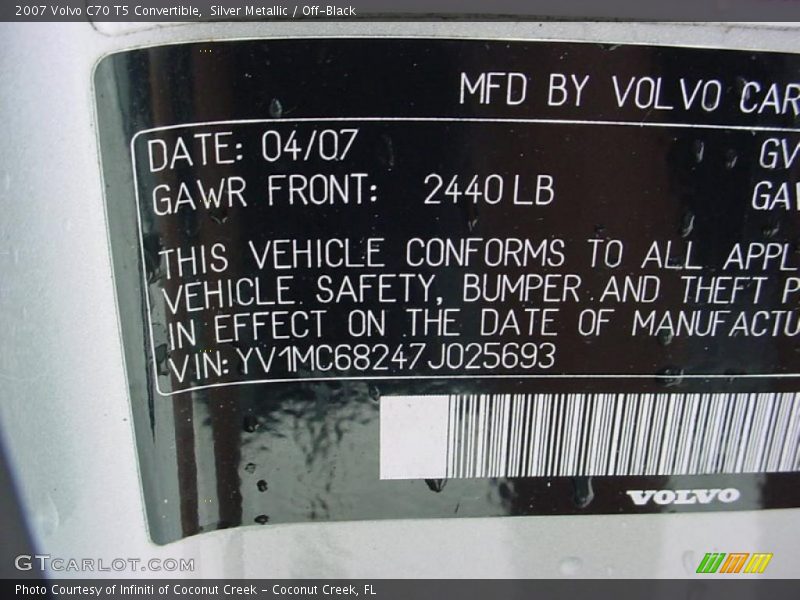 2007 Volvo C70 T5 Convertible, Silver Metallic / Off-Black
MFD BY VOLVO CAR
DATE: 04/07 GV
GAWR FRONT: 2440 LB GAW
THIS VEHICLE CONFORMS TO ALL APPL
VEHICLE SAFETY, BUMPER AND THEFT P
IN EFFECT ON THE DATE OF MANUFACTU
VIN: YV1MC68247J025693
VOLVO
GTCARLOT.COM
Photo Courtesy of Infiniti of Coconut Creek - Coconut Creek, FL